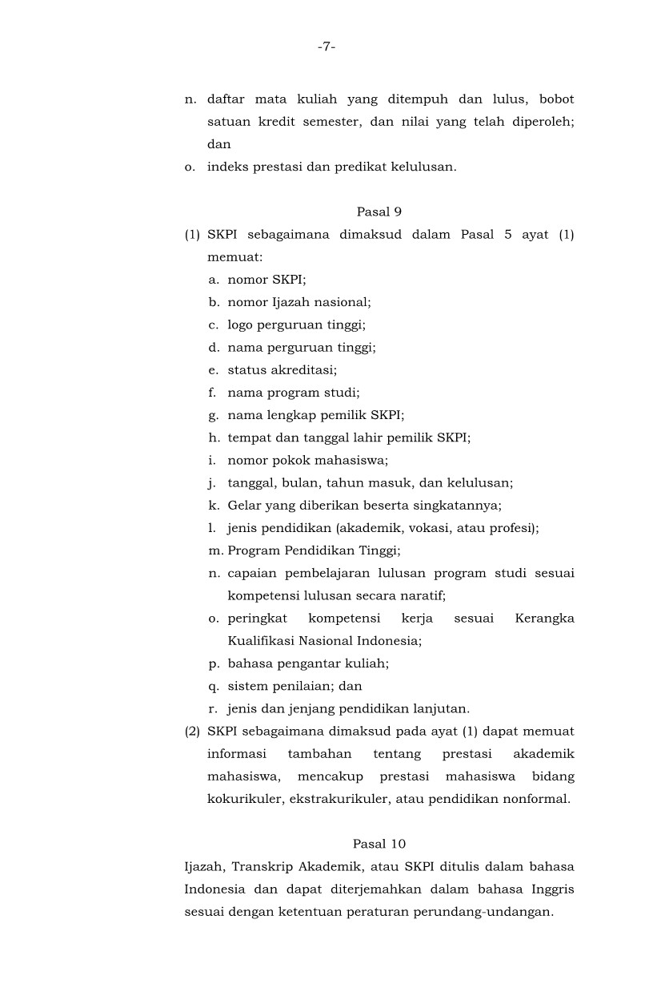 -7-
n. daftar mata kuliah yang ditempuh dan lulus, bobot
satuan kredit semester, dan nilai yang telah diperoleh;
dan
o. indeks prestasi dan predikat kelulusan.
Pasal 9
(1) SKPI sebagaimana dimaksud dalam Pasal 5 ayat (1)
memuat:
a. nomor SKPI;
b. nomor Ijazah nasional;
c. logo perguruan tinggi;
d. nama perguruan tinggi;
e. status akreditasi;
f. nama program studi;
g. nama lengkap pemilik SKPI;
h. tempat dan tanggal lahir pemilik SKPI;
i. nomor pokok mahasiswa;
j. tanggal, bulan, tahun masuk, dan kelulusan;
k. Gelar yang diberikan beserta singkatannya;
l. jenis pendidikan (akademik, vokasi, atau profesi);
m. Program Pendidikan Tinggi;
n. capaian pembelajaran lulusan program studi sesuai
kompetensi lulusan secara naratif;
o. peringkat kompetensi kerja sesuai Kerangka
Kualifikasi Nasional Indonesia;
p. bahasa pengantar kuliah;
q. sistem penilaian; dan
r. jenis dan jenjang pendidikan lanjutan.
(2) SKPI sebagaimana dimaksud pada ayat (1) dapat memuat
informasi tambahan tentang prestasi akademik
mahasiswa, mencakup prestasi mahasiswa bidang
kokurikuler, ekstrakurikuler, atau pendidikan nonformal.
Pasal 10
Ijazah, Transkrip Akademik, atau SKPI ditulis dalam bahasa
Indonesia dan dapat diterjemahkan dalam bahasa Inggris
sesuai dengan ketentuan peraturan perundang-undangan.